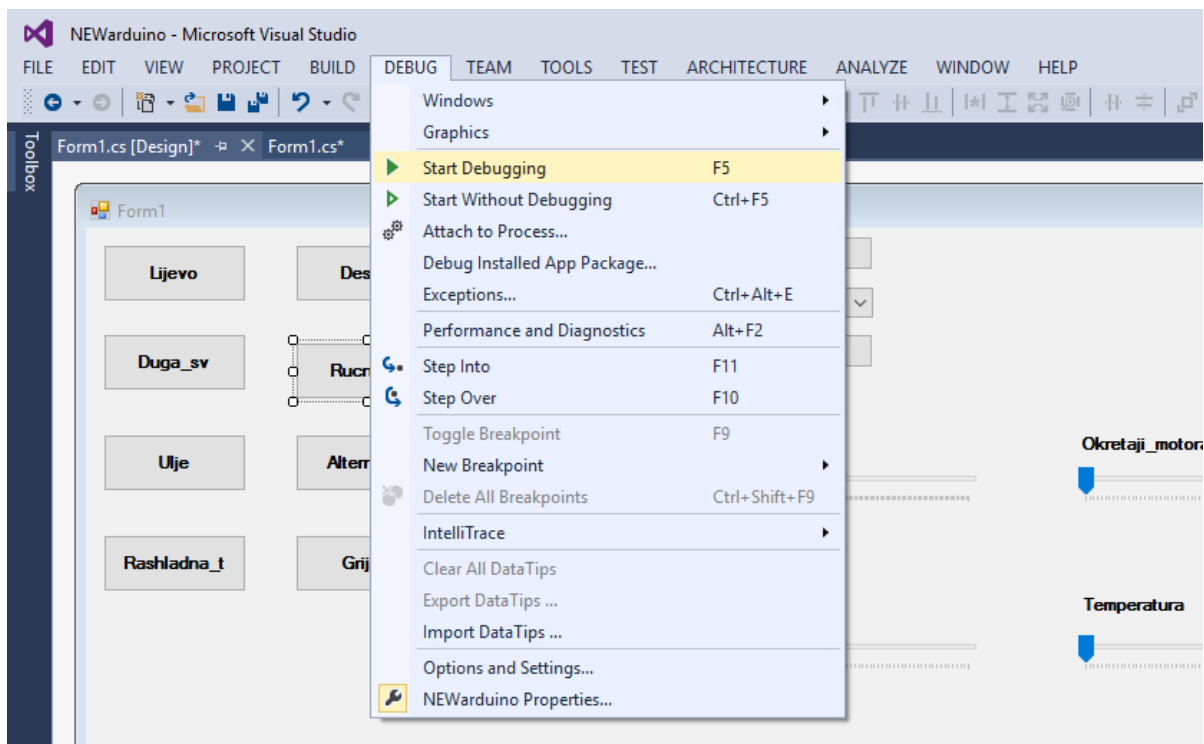 NEWarduino - Microsoft Visual Studio
FILE EDIT VIEW PROJECT BUILD DEBUG TEAM TOOLS TEST ARCHITECTURE ANALYZE WINDOW HELP
Toolbox
Form1.cs [Design]* Form1.cs*
Form1
Lijevo
Des
Duga_sv
Rucn
Ulje
Altern
Rashladna_t
Grij
Windows
Graphics
Start Debugging F5
Start Without Debugging Ctrl+F5
Attach to Process...
Debug Installed App Package...
Exceptions... Ctrl+Alt+E
Performance and Diagnostics Alt+F2
Step Into F11
Step Over F10
Toggle Breakpoint F9
New Breakpoint
Delete All Breakpoints Ctrl+Shift+F9
IntelliTrace
Clear All DataTips
Export DataTips ...
Import DataTips ...
Options and Settings...
NEWarduino Properties...
Okretaji_motora
Temperatura